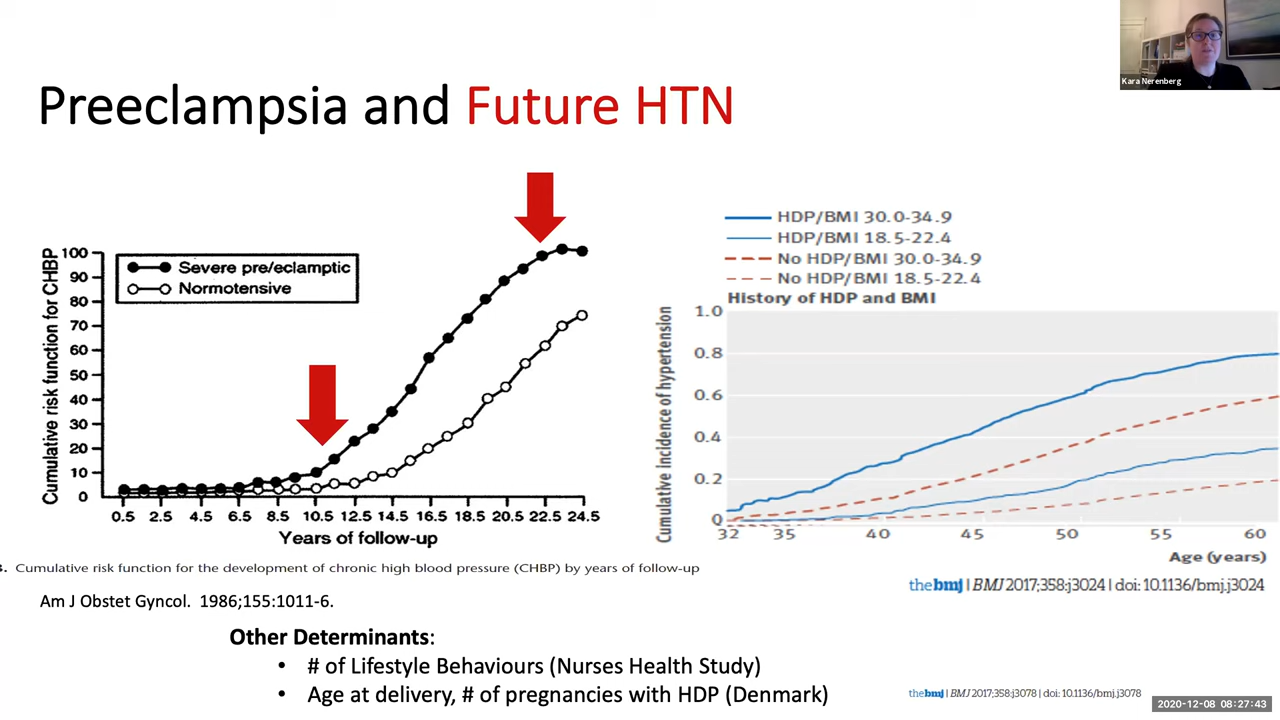 Kara Nerenberg
Preeclampsia and Future HTN
Cumulative risk function for CHBP
100
90
80
70
60
50
40
30
20
10
0
Severe pre/eclamptic
Normotensive
0.5 2.5 4.5 6.5 8.5 10.5 12.5 14.5 16.5 18.5 20.5 22.5 24.5
Years of follow-up
3. Cumulative risk function for the development of chronic high blood pressure (CHBP) by years of follow-up
Am J Obstet Gyncol. 1986;155:1011-6.
HDP/BMI 30.0-34.9
HDP/BMI 18.5-22.4
No HDP/BMI 30.0-34.9
No HDP/BMI 18.5-22.4
History of HDP and BMI
Cumulative incidence of hypertension
1.0
0.8
0.6
0.4
0.2
0
32 35 40 45 50 55 60
Age (years)
thebmj | BMJ 2017;358:j3024 | doi: 10.1136/bmj.j3024
Other Determinants:
• # of Lifestyle Behaviours (Nurses Health Study)
• Age at delivery, # of pregnancies with HDP (Denmark)
thebmj | BMJ 2017;358:j3078 | doi: 10.1136/bmj.j3078
2020-12-08 08:27:43